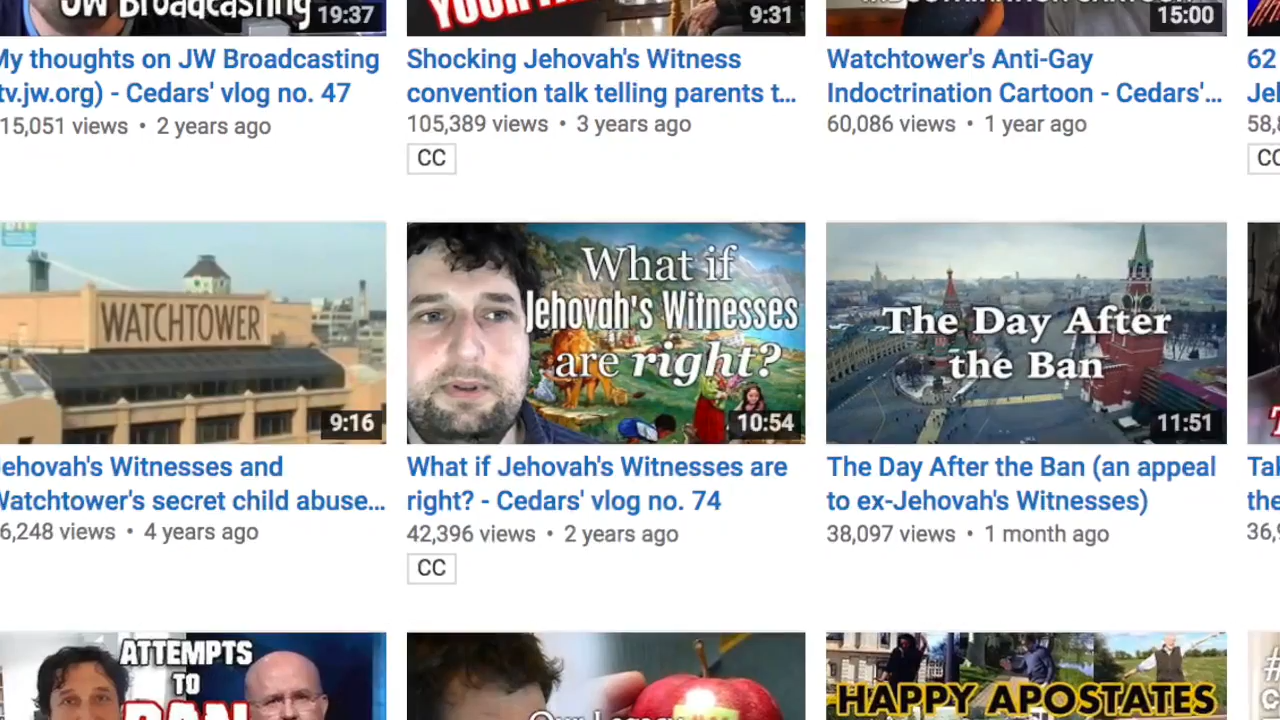 JW Broadcasting
19:37
9:31
15:00
My thoughts on JW Broadcasting
tv.jw.org) - Cedars' vlog no. 47
15,051 views • 2 years ago
Shocking Jehovah's Witness
convention talk telling parents t...
105,389 views • 3 years ago
CC
Watchtower's Anti-Gay
Indoctrination Cartoon - Cedars'...
60,086 views • 1 year ago
62
WATCHTOWER
9:16
What if
Jehovah's Witnesses
are right?
10:54
The Day After
the Ban
11:51
Jehovah's Witnesses and
Watchtower's secret child abuse...
6,248 views • 4 years ago
What if Jehovah's Witnesses are
right? - Cedars' vlog no. 74
42,396 views • 2 years ago
CC
The Day After the Ban (an appeal
to ex-Jehovah's Witnesses)
38,097 views • 1 month ago
ATTEMPTS
TO
BAN
HAPPY APOSTATES